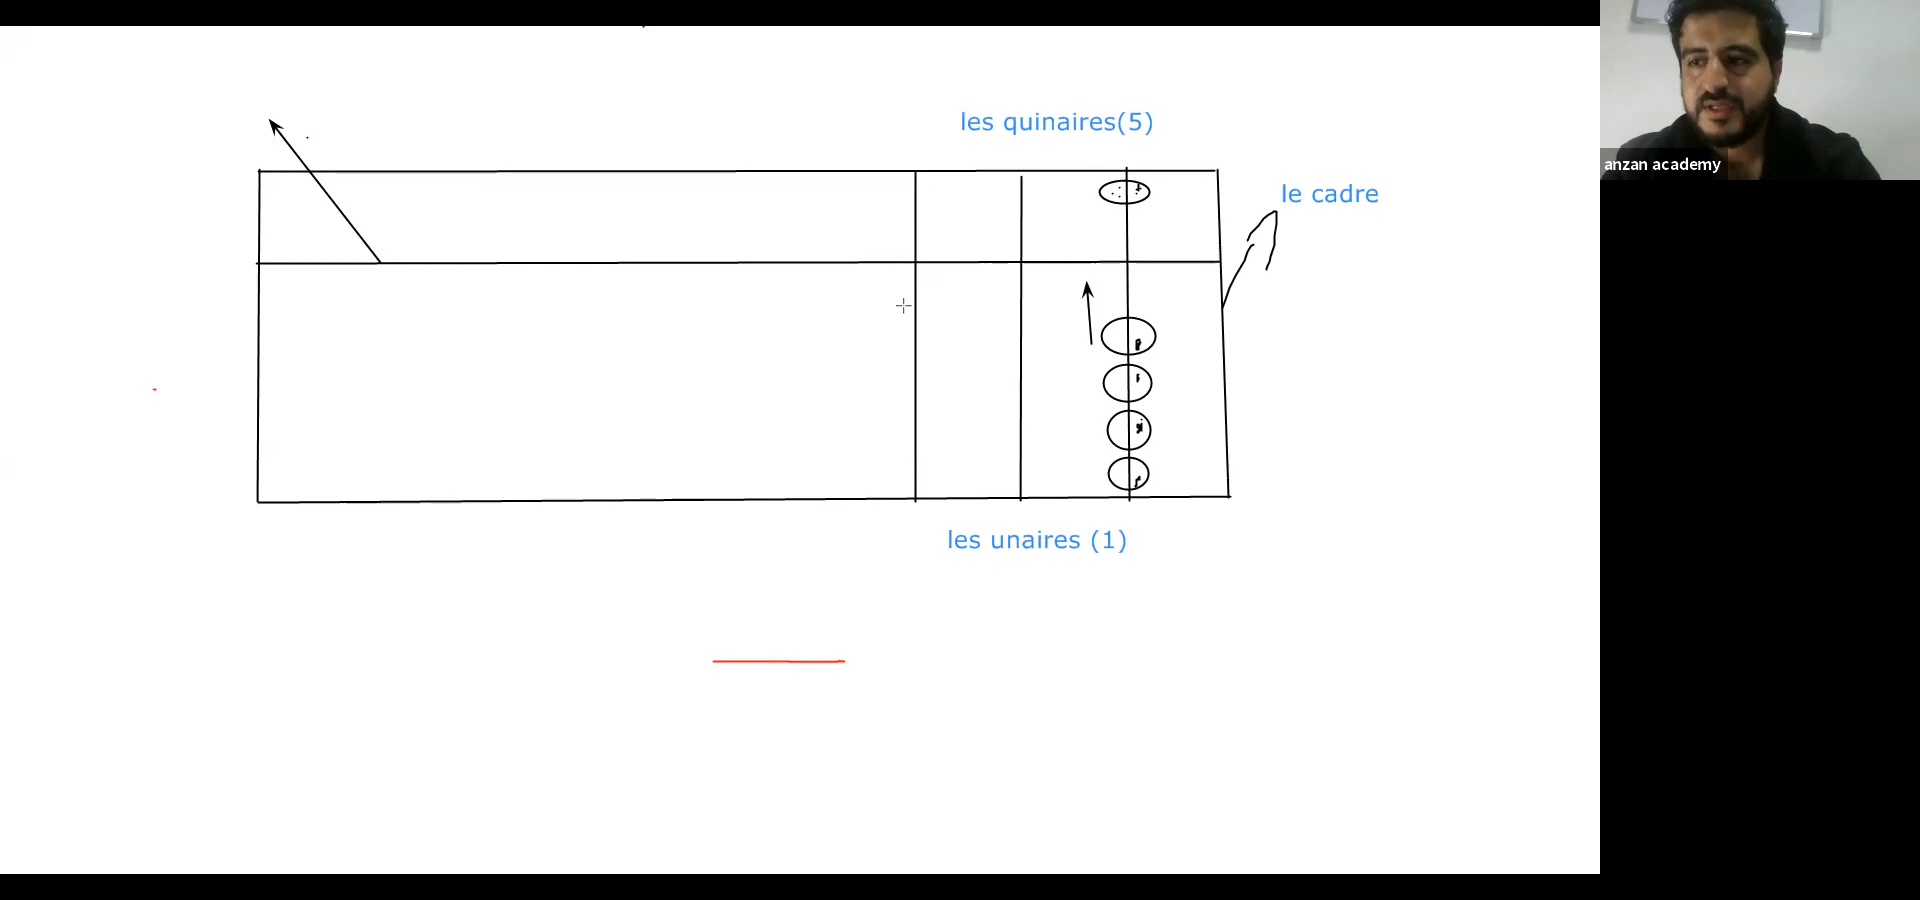 les quinaires(5)
le cadre
les unaires (1)
anzan academy